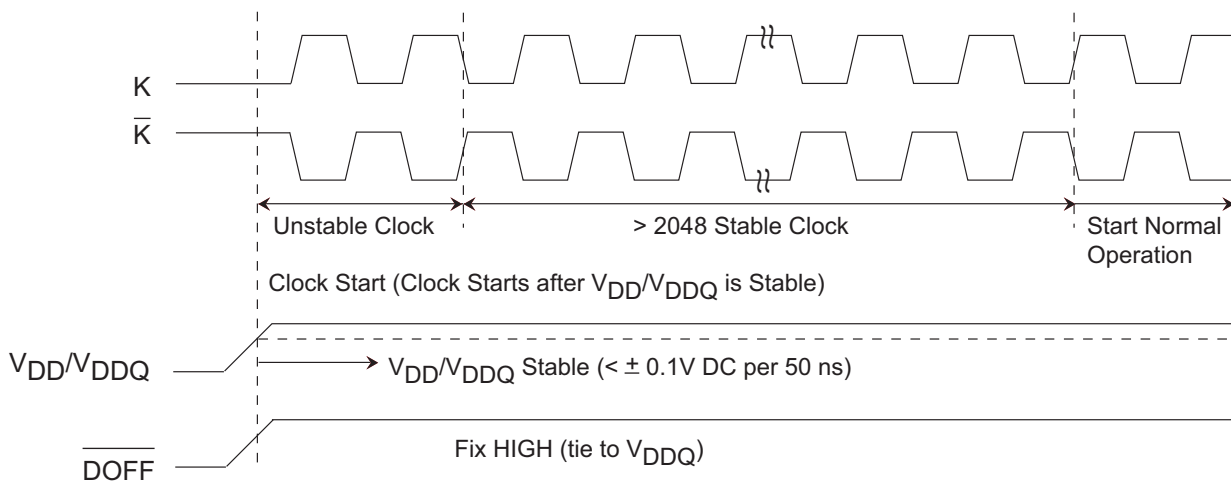 K
K̅
Unstable Clock
> 2048 Stable Clock
Start Normal
Operation
Clock Start (Clock Starts after VDD/VDDQ is Stable)
VDD/VDDQ
VDD/VDDQ Stable (< ± 0.1V DC per 50 ns)
Fix HIGH (tie to VDDQ)
D̅O̅F̅F̅